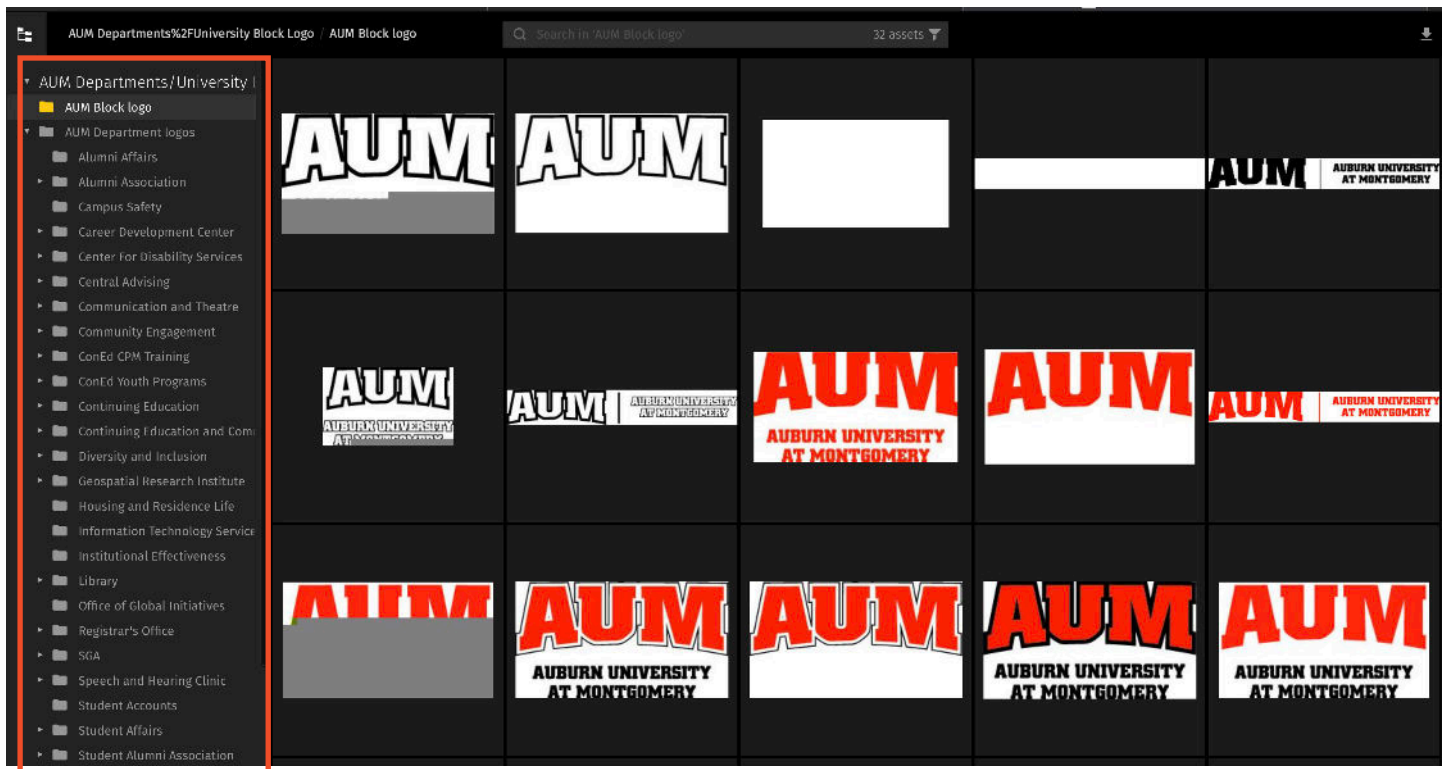 AUM Departments%2FUniversity Block Logo / AUM Block logo
Search in 'AUM Block logo'
32 assets
AUM Departments/University
AUM Block logo
AUM Department logos
Alumni Affairs
Alumni Association
Campus Safety
Career Development Center
Center For Disability Services
Central Advising
Communication and Theatre
Community Engagement
ConEd CPM Training
ConEd Youth Programs
Continuing Education
Continuing Education and Com
Diversity and Inclusion
Geospatial Research Institute
Housing and Residence Life
Information Technology Service
Institutional Effectiveness
Library
Office of Global Initiatives
Registrar's Office
SGA
Speech and Hearing Clinic
Student Accounts
Student Affairs
Student Alumni Association
AUM
AUM
AUM
AUBURN UNIVERSITY
AT MONTGOMERY
AUM
AUBURN UNIVERSITY
AT MONTGOMERY
AUM
AUBURN UNIVERSITY
AT MONTGOMERY
AUM
AUBURN UNIVERSITY
AT MONTGOMERY
AUM
AUM
AUBURN UNIVERSITY
AT MONTGOMERY
AUM
AUM
AUBURN UNIVERSITY
AT MONTGOMERY
AUM
AUM
AUBURN UNIVERSITY
AT MONTGOMERY
AUM
AUBURN UNIVERSITY
AT MONTGOMERY